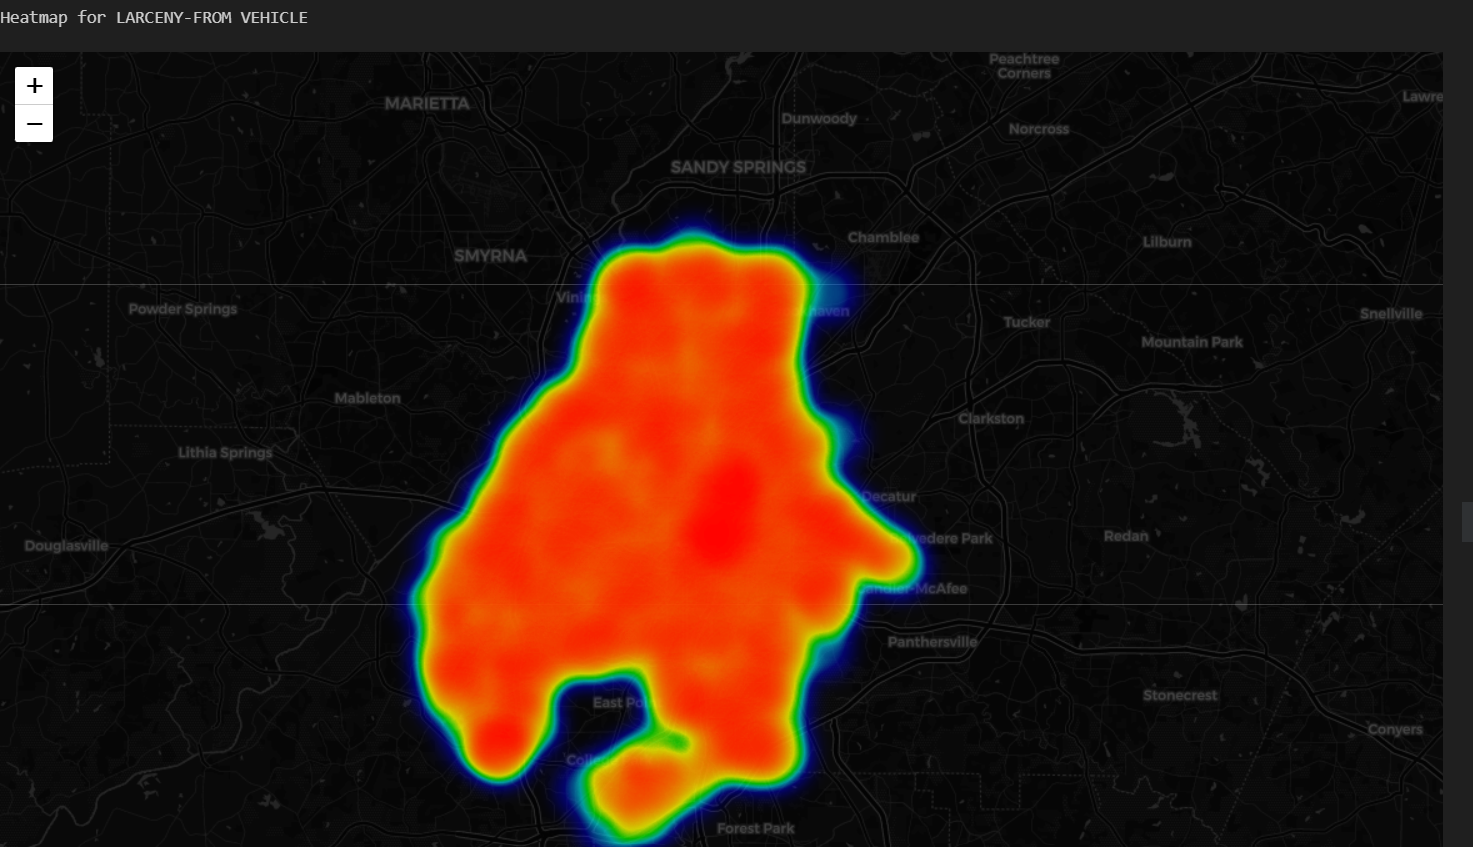 Heatmap for LARCENY-FROM VEHICLE
+
−
Peachtree
Corners
MARIETTA
Lawre
Dunwoody
Norcross
SANDY SPRINGS
Chamblee
Lilburn
SMYRNA
Vinin
Powder Springs
haven
Snellville
Tucker
Mountain Park
Mableton
Clarkston
Lithia Springs
Decatur
Redan
vedere Park
Douglasville
andler-McAfee
Panthersville
Stonecrest
East Po
Conyers
Coll
Forest Park